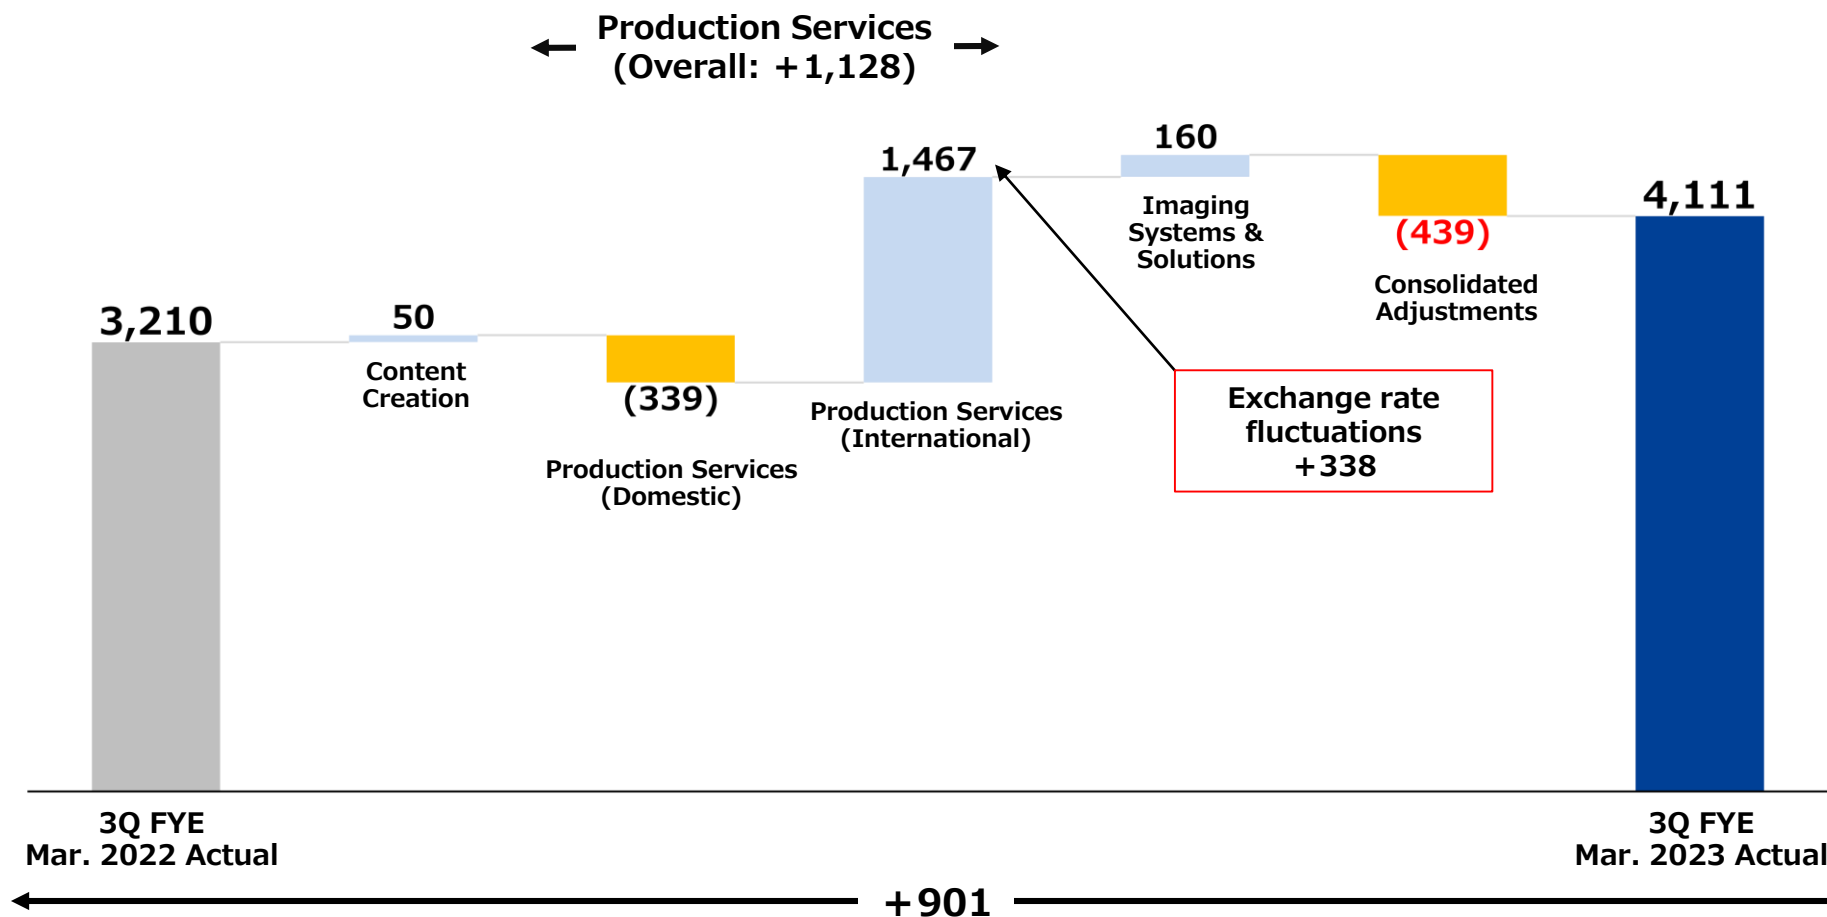 Production Services
(Overall: +1,128)
3,210
50
Content
Creation
(339)
Production Services
(Domestic)
1,467
Production Services
(International)
160
Imaging
Systems &
Solutions
(439)
Consolidated
Adjustments
4,111
Exchange rate
fluctuations
+338
3Q FYE
Mar. 2022 Actual
3Q FYE
Mar. 2023 Actual
+901